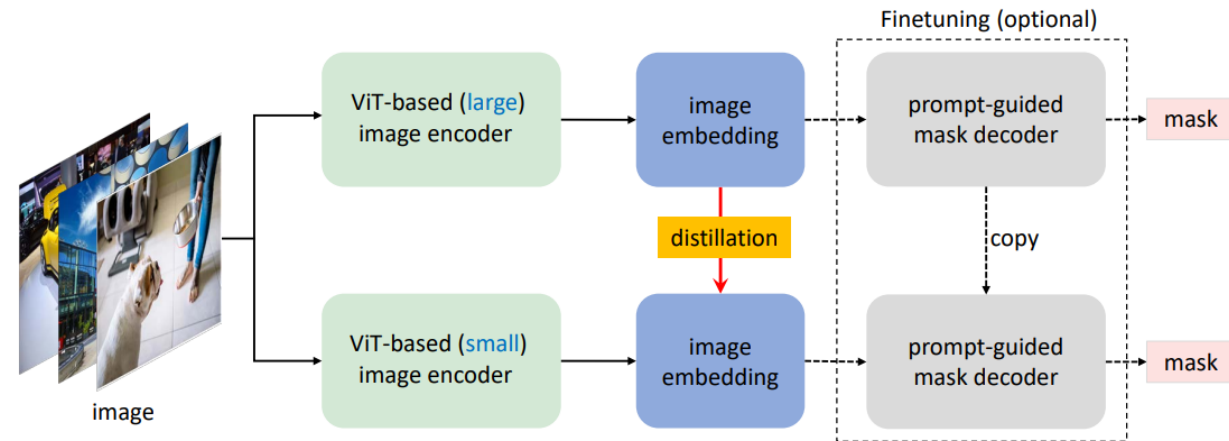 Finetuning (optional)
ViT-based (large)
image encoder
image
embedding
prompt-guided
mask decoder
mask
distillation
copy
ViT-based (small)
image encoder
image
embedding
prompt-guided
mask decoder
mask
image